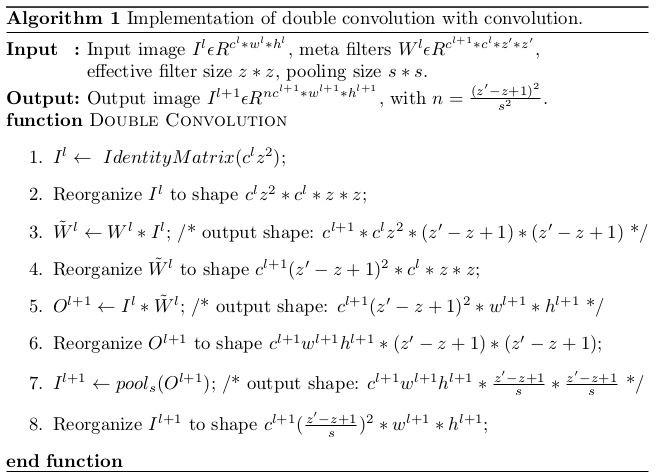 Algorithm 1 Implementation of double convolution with convolution.
Input : Input image $I^l \epsilon R^{c^l*w^l*h^l}$, meta filters $W^l \epsilon R^{c^{l+1}*c^l*z'*z'}$,
effective filter size $z * z$, pooling size $s * s$.
Output: Output image $I^{l+1} \epsilon R^{nc^{l+1}*w^{l+1}*h^{l+1}}$, with $n = \frac{(z'-z+1)^2}{s^2}$.
function DOUBLE CONVOLUTION
1. $I^l \leftarrow IdentityMatrix(c^l z^2)$;
2. Reorganize $I^l$ to shape $c^l z^2 * c^l * z * z$;
3. $\tilde{W}^l \leftarrow W^l * I^l$; /* output shape: $c^{l+1} * c^l z^2 * (z' - z + 1) * (z' - z + 1)$ */
4. Reorganize $\tilde{W}^l$ to shape $c^{l+1}(z' - z + 1)^2 * c^l * z * z$;
5. $O^{l+1} \leftarrow I^l * \tilde{W}^l$; /* output shape: $c^{l+1}(z' - z + 1)^2 * w^{l+1} * h^{l+1}$ */
6. Reorganize $O^{l+1}$ to shape $c^{l+1} w^{l+1} h^{l+1} * (z' - z + 1) * (z' - z + 1)$;
7. $I^{l+1} \leftarrow pool_s(O^{l+1})$; /* output shape: $c^{l+1} w^{l+1} h^{l+1} * \frac{z'-z+1}{s} * \frac{z'-z+1}{s}$ */
8. Reorganize $I^{l+1}$ to shape $c^{l+1}(\frac{z'-z+1}{s})^2 * w^{l+1} * h^{l+1}$;
end function